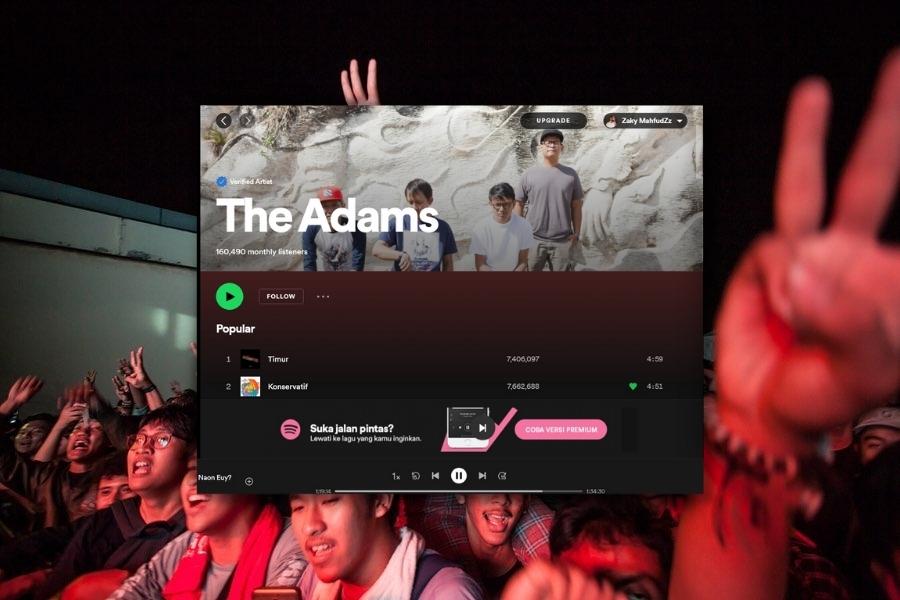 UPGRADE
Zaky MahfudZz
Verified Artist
The Adams
160,490 monthly listeners
FOLLOW
Popular
1 Timur 7,406,097 4:59
2 Konservatif 7,662,688 4:51
Suka jalan pintas?
Lewati ke lagu yang kamu inginkan.
COBA VERSI PREMIUM
Naon Euy?
1x
1:19:14 1:34:30